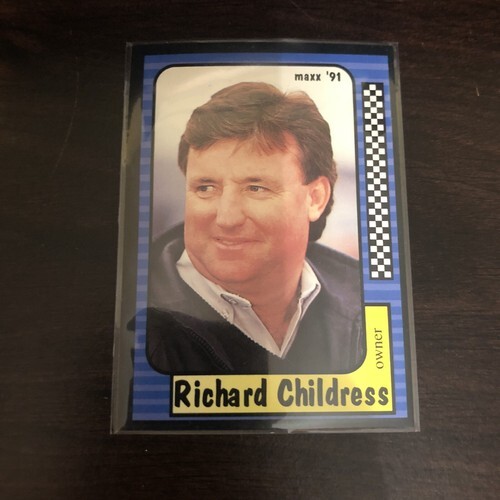 maxx '91
owner
Richard Childress